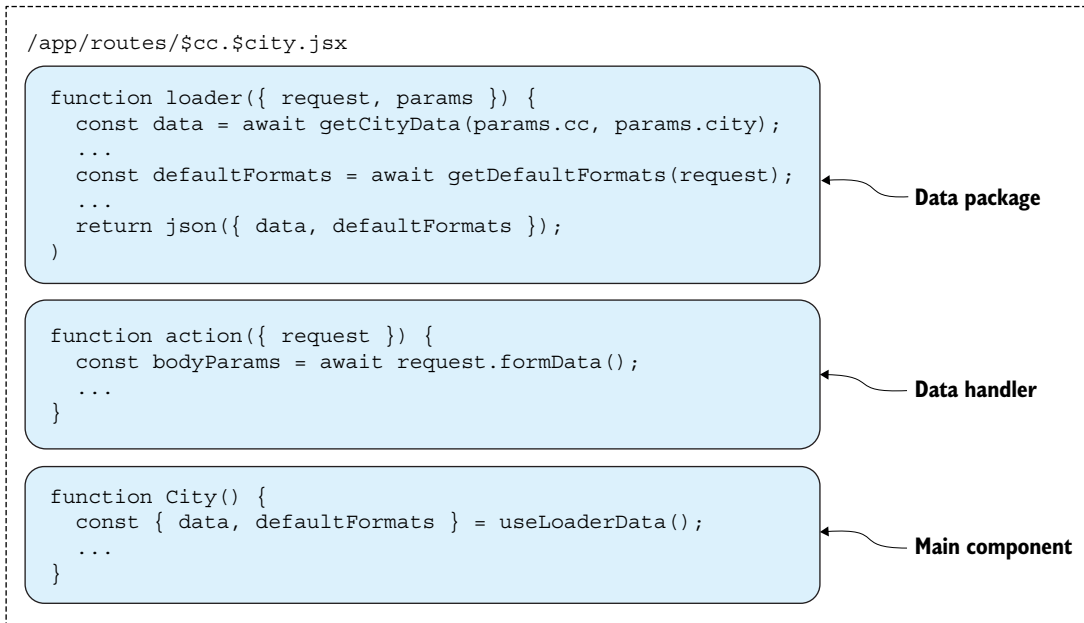 /app/routes/$cc.$city.jsx
function loader({ request, params }) {
  const data = await getCityData(params.cc, params.city);
  ...
  const defaultFormats = await getDefaultFormats(request);
  ...
  return json({ data, defaultFormats });
)
Data package
function action({ request }) {
  const bodyParams = await request.formData();
  ...
}
Data handler
function City() {
  const { data, defaultFormats } = useLoaderData();
  ...
}
Main component